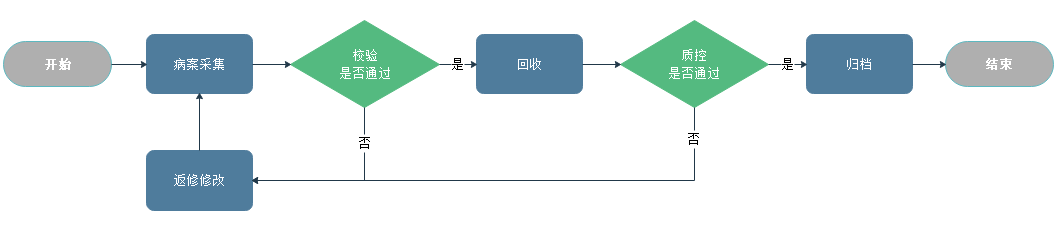 开始
病案采集
校验
是否通过
是
回收
质控
是否通过
是
归档
结束
否
否
返修修改